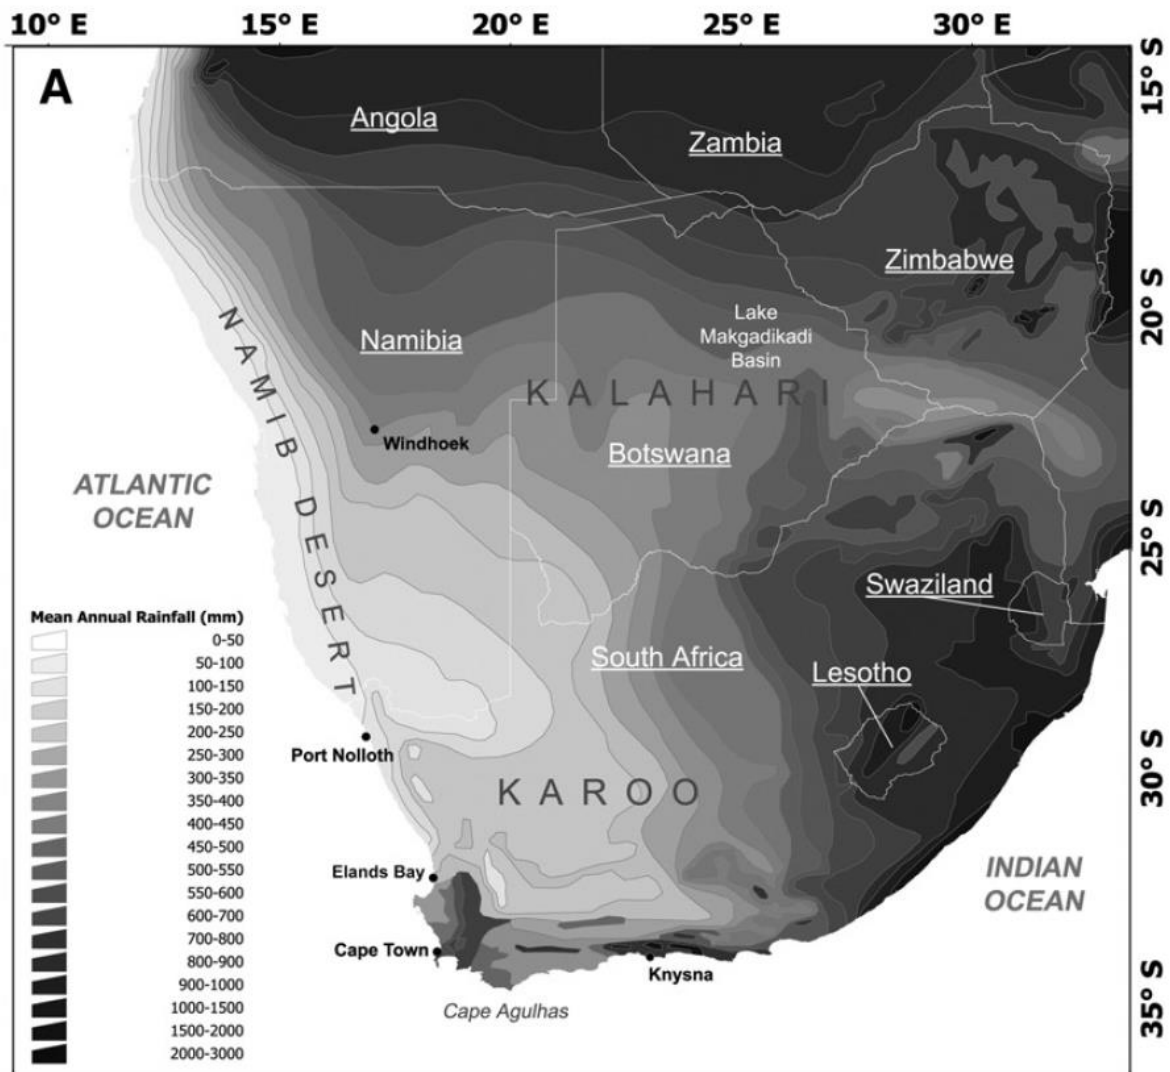 10° E 15° E 20° E 25° E 30° E
A
15° S
Angola
Zambia
Zimbabwe
20° S
NAMIB DESERT
Namibia
Lake
Makgadikadi
Basin
KALAHARI
Windhoek
Botswana
ATLANTIC
OCEAN
25° S
Swaziland
Mean Annual Rainfall (mm)
0-50
50-100
100-150
150-200
200-250
250-300
300-350
350-400
400-450
450-500
500-550
550-600
600-700
700-800
800-900
900-1000
1000-1500
1500-2000
2000-3000
South Africa
Lesotho
Port Nolloth
30° S
KAROO
Elands Bay
INDIAN
OCEAN
Cape Town
Knysna
Cape Agulhas
35° S